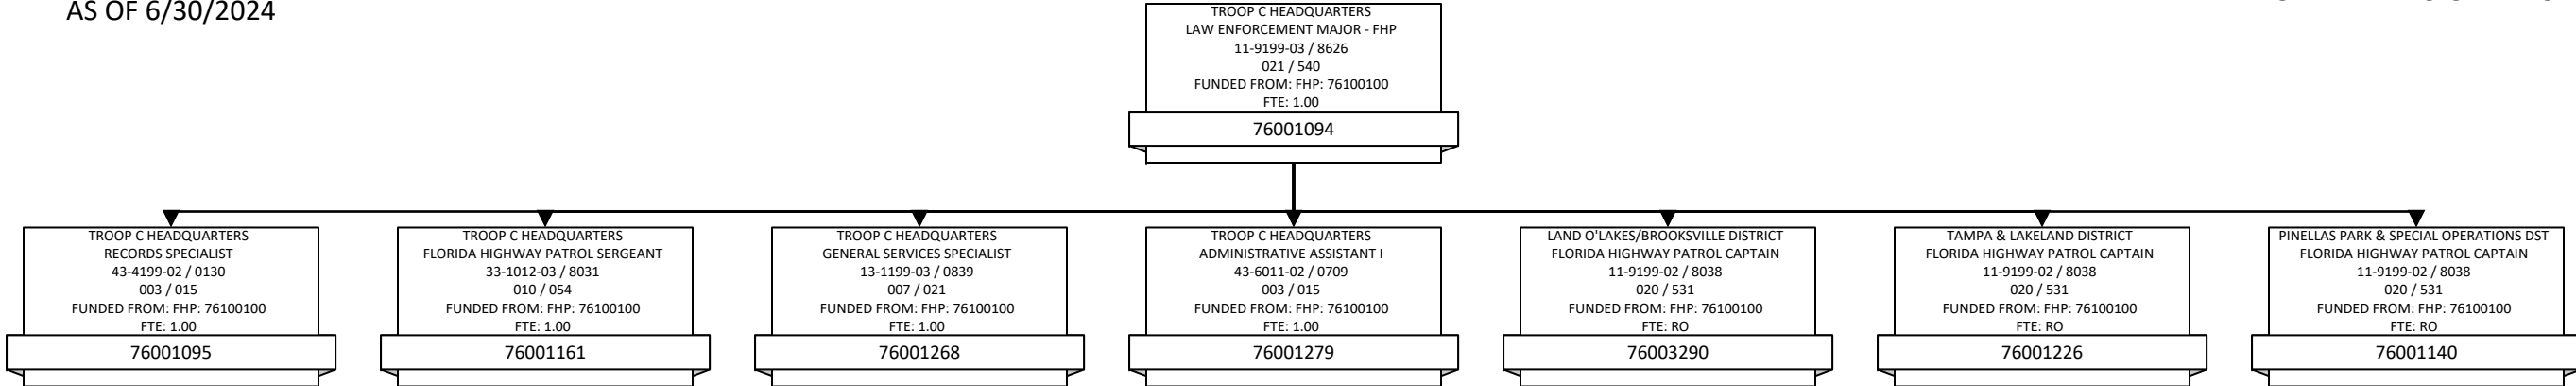 AS OF 6/30/2024
TROOP C HEADQUARTERS
LAW ENFORCEMENT MAJOR - FHP
11-9199-03 / 8626
021 / 540
FUNDED FROM: FHP: 76100100
FTE: 1.00
76001094
TROOP C HEADQUARTERS
RECORDS SPECIALIST
43-4199-02 / 0130
003 / 015
FUNDED FROM: FHP: 76100100
FTE: 1.00
76001095
TROOP C HEADQUARTERS
FLORIDA HIGHWAY PATROL SERGEANT
33-1012-03 / 8031
010 / 054
FUNDED FROM: FHP: 76100100
FTE: 1.00
76001161
TROOP C HEADQUARTERS
GENERAL SERVICES SPECIALIST
13-1199-03 / 0839
007 / 021
FUNDED FROM: FHP: 76100100
FTE: 1.00
76001268
TROOP C HEADQUARTERS
ADMINISTRATIVE ASSISTANT I
43-6011-02 / 0709
003 / 015
FUNDED FROM: FHP: 76100100
FTE: 1.00
76001279
LAND O'LAKES/BROOKSVILLE DISTRICT
FLORIDA HIGHWAY PATROL CAPTAIN
11-9199-02 / 8038
020 / 531
FUNDED FROM: FHP: 76100100
FTE: RO
76003290
TAMPA & LAKELAND DISTRICT
FLORIDA HIGHWAY PATROL CAPTAIN
11-9199-02 / 8038
020 / 531
FUNDED FROM: FHP: 76100100
FTE: RO
76001226
PINELLAS PARK & SPECIAL OPERATIONS DST
FLORIDA HIGHWAY PATROL CAPTAIN
11-9199-02 / 8038
020 / 531
FUNDED FROM: FHP: 76100100
FTE: RO
76001140